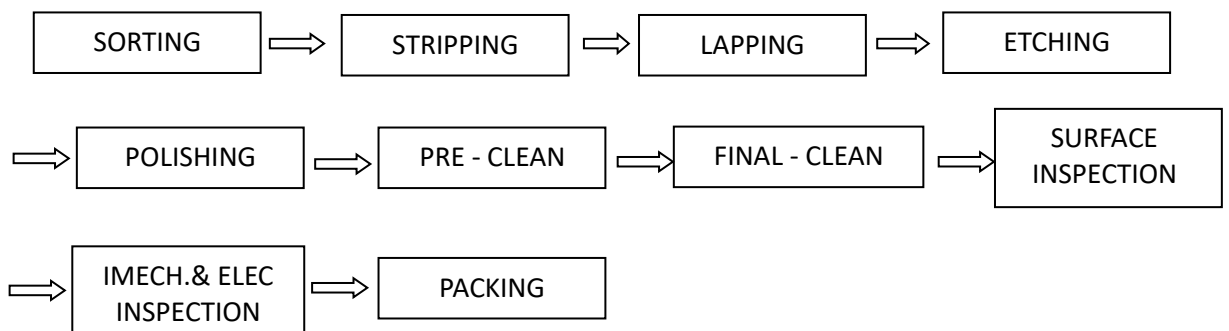 SORTING
STRIPPING
LAPPING
ETCHING
POLISHING
PRE - CLEAN
FINAL - CLEAN
SURFACE
INSPECTION
IMECH.& ELEC
INSPECTION
PACKING